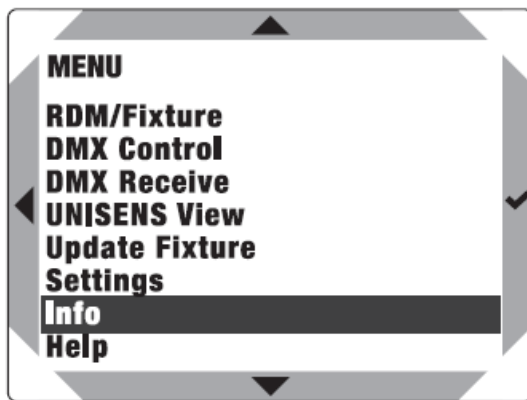 MENU
RDM/Fixture
DMX Control
DMX Receive
UNISENS View
Update Fixture
Settings
Info
Help